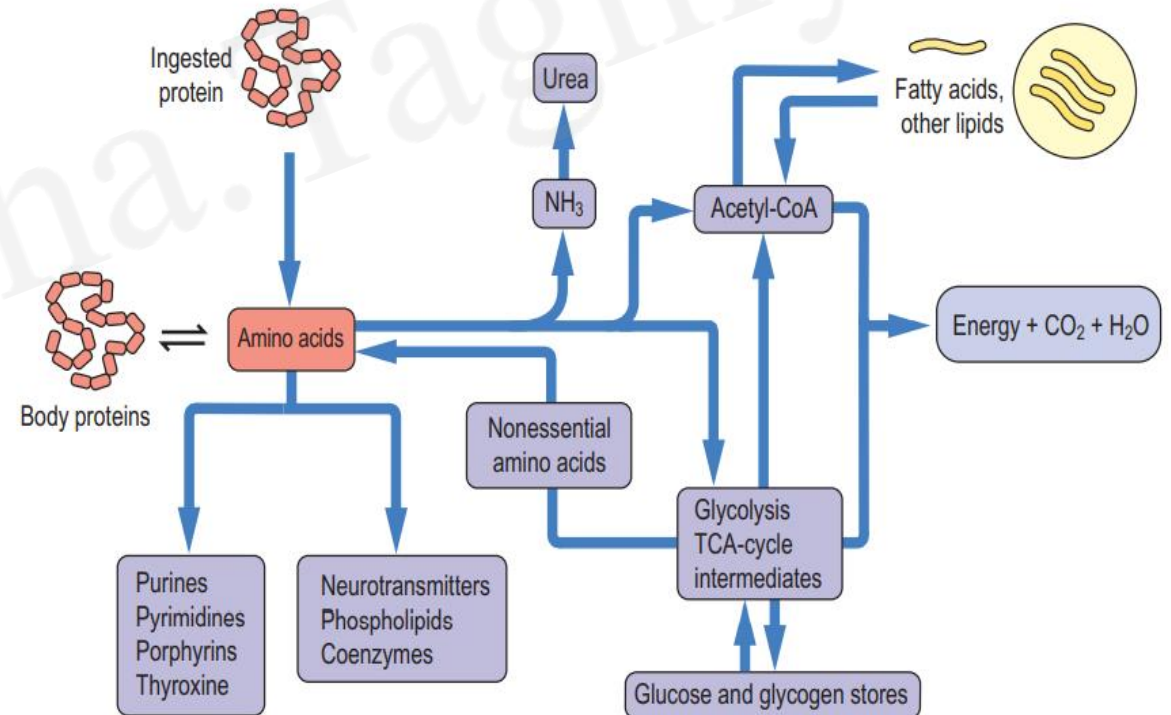 Ingested
protein
Urea
Fatty acids,
other lipids
NH₃
Acetyl-CoA
Body proteins
Amino acids
Energy + CO₂ + H₂O
Nonessential
amino acids
Glycolysis
TCA-cycle
intermediates
Purines
Pyrimidines
Porphyrins
Thyroxine
Neurotransmitters
Phospholipids
Coenzymes
Glucose and glycogen stores